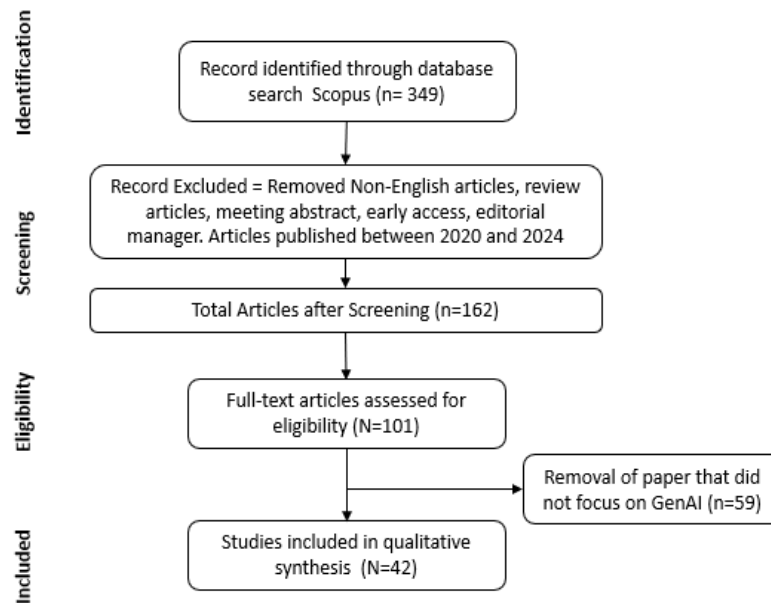 Identification
Record identified through database
search Scopus (n= 349)
Screening
Record Excluded = Removed Non-English articles, review
articles, meeting abstract, early access, editorial
manager. Articles published between 2020 and 2024
Total Articles after Screening (n=162)
Eligibility
Full-text articles assessed for
eligibility (N=101)
Removal of paper that did
not focus on GenAI (n=59)
Included
Studies included in qualitative
synthesis (N=42)